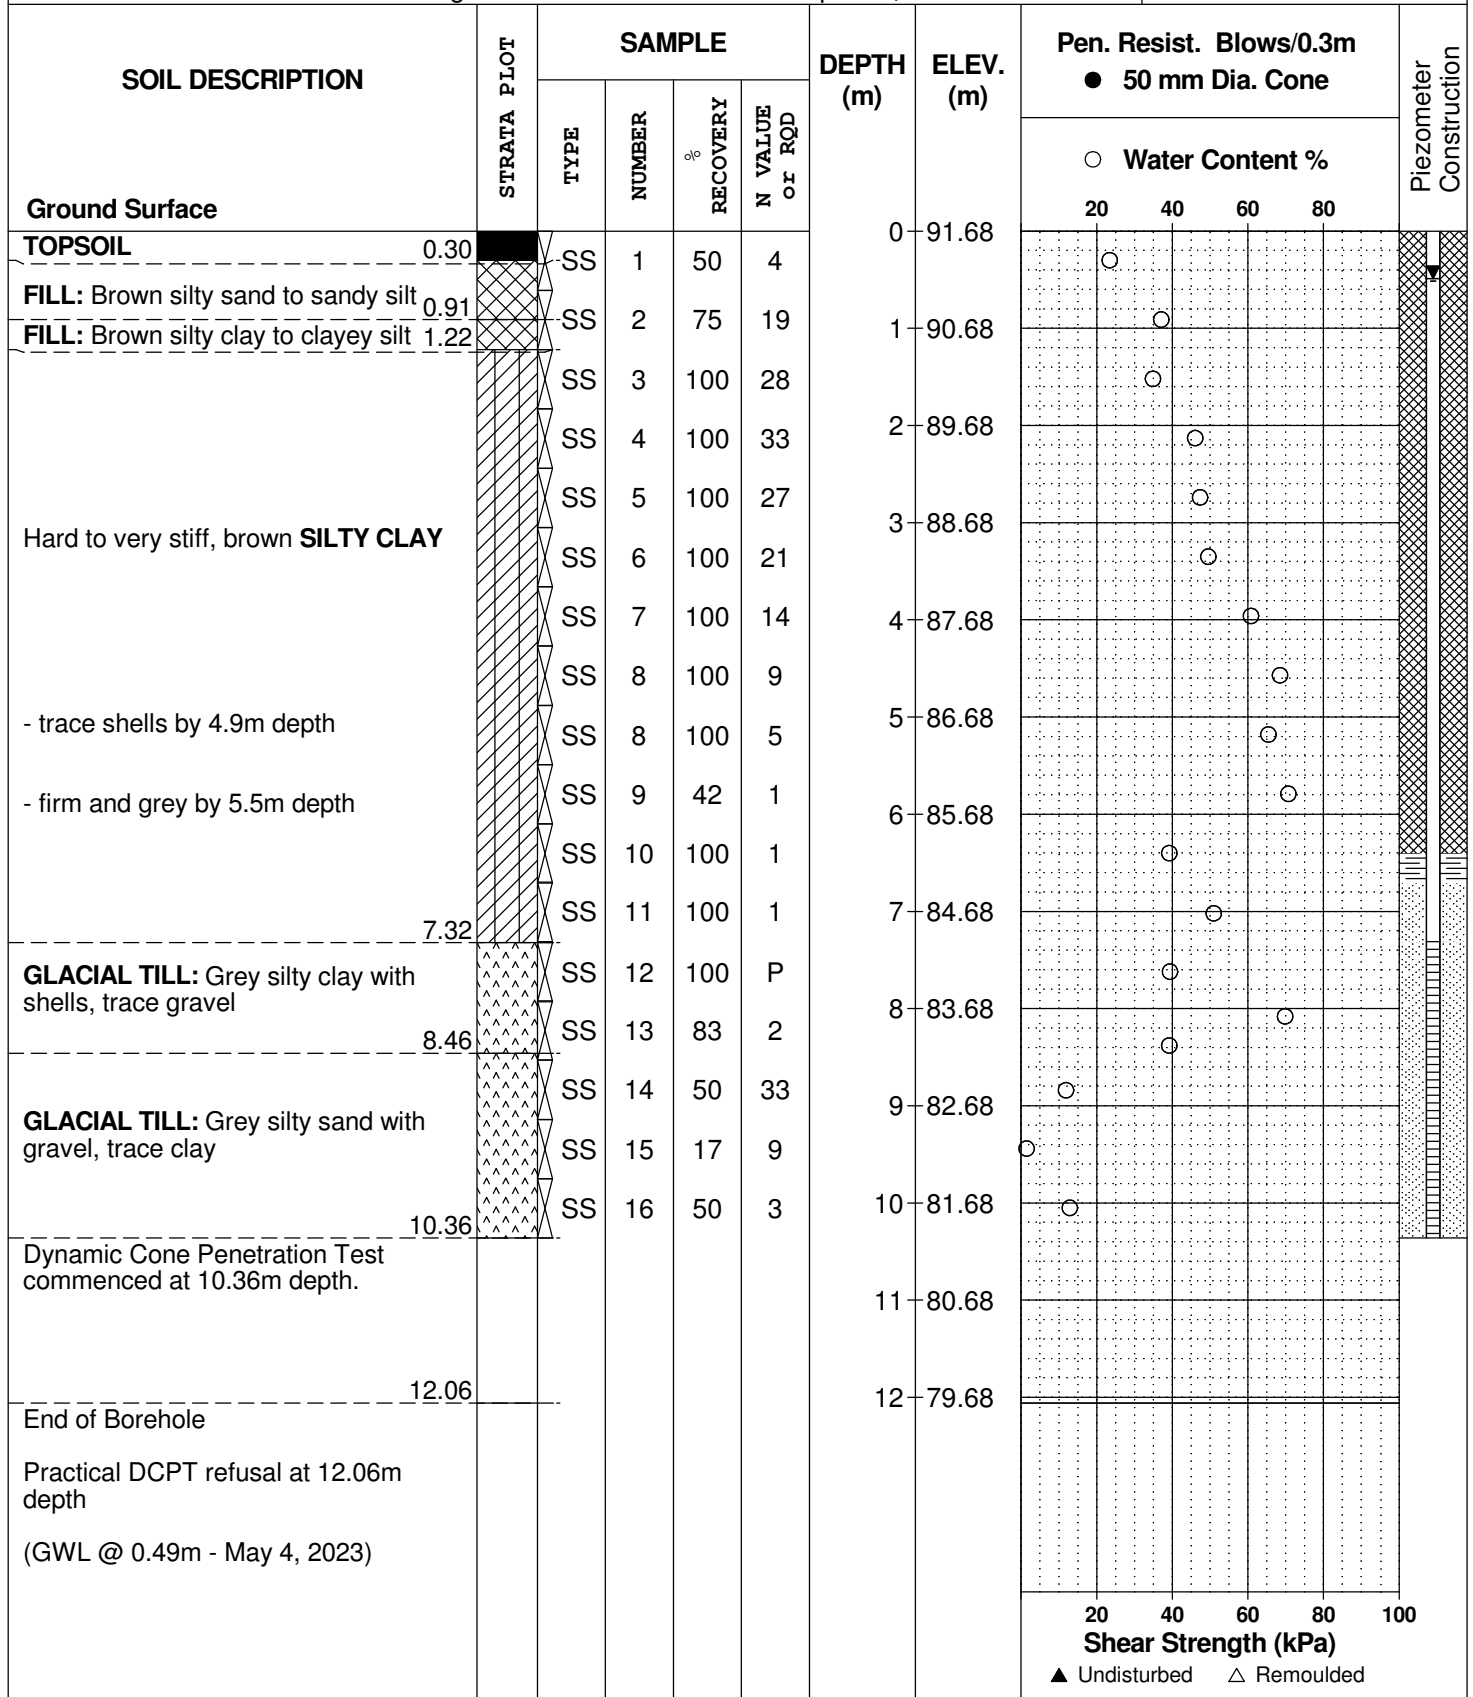 SOIL DESCRIPTION
STRATA PLOT
SAMPLE
TYPE
NUMBER
%
RECOVERY
N VALUE
or RQD
DEPTH
(m)
ELEV.
(m)
Pen. Resist. Blows/0.3m
● 50 mm Dia. Cone
○ Water Content %
20 40 60 80
Piezometer
Construction
Ground Surface
0 91.68
TOPSOIL 0.30
SS 1 50 4
FILL: Brown silty sand to sandy silt 0.91
SS 2 75 19
1 90.68
FILL: Brown silty clay to clayey silt 1.22
SS 3 100 28
2 89.68
SS 4 100 33
SS 5 100 27
3 88.68
Hard to very stiff, brown SILTY CLAY
SS 6 100 21
SS 7 100 14
4 87.68
SS 8 100 9
- trace shells by 4.9m depth
5 86.68
SS 8 100 5
- firm and grey by 5.5m depth
SS 9 42 1
6 85.68
SS 10 100 1
SS 11 100 1
7 84.68
7.32
GLACIAL TILL: Grey silty clay with
shells, trace gravel
SS 12 100 P
8 83.68
SS 13 83 2
8.46
SS 14 50 33
9 82.68
GLACIAL TILL: Grey silty sand with
gravel, trace clay
SS 15 17 9
10 81.68
SS 16 50 3
10.36
Dynamic Cone Penetration Test
commenced at 10.36m depth.
11 80.68
12.06
12 79.68
End of Borehole
Practical DCPT refusal at 12.06m
depth
(GWL @ 0.49m - May 4, 2023)
20 40 60 80 100
Shear Strength (kPa)
▲ Undisturbed △ Remoulded